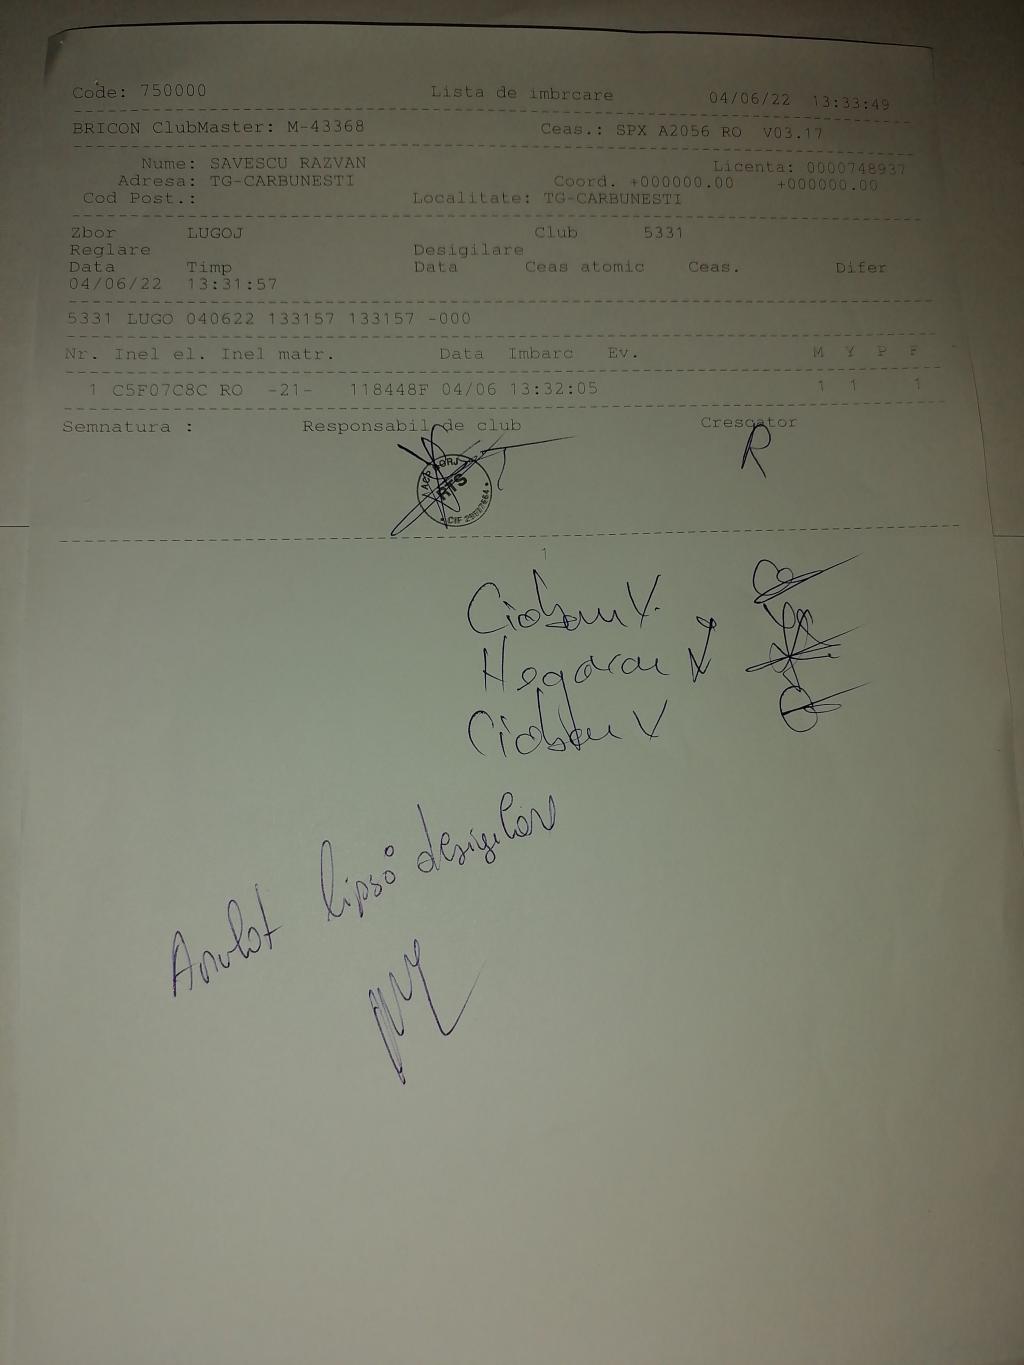 Code: 750000 Lista de imbrcare 04/06/22 13:33:49
BRICON ClubMaster: M-43368 Ceas.: SPX A2056 RO V03.17
Nume: SAVESCU RAZVAN Licenta: 0000748937
Adresa: TG-CARBUNESTI Coord. +000000.00 +000000.00
Cod Post.: Localitate: TG-CARBUNESTI
Zbor LUGOJ Club 5331
Reglare Desigilare
Data Timp Data Ceas atomic Ceas. Difer
04/06/22 13:31:57
5331 LUGO 040622 133157 133157 -000
Nr. Inel el. Inel matr. Data Imbarc Ev. M Y P F
1 C5F07C8C RO -21- 118448F 04/06 13:32:05 1 1 1
Semnatura : Responsabil de club Crescator
RTS
R
1
Anulat lipsă desigilare